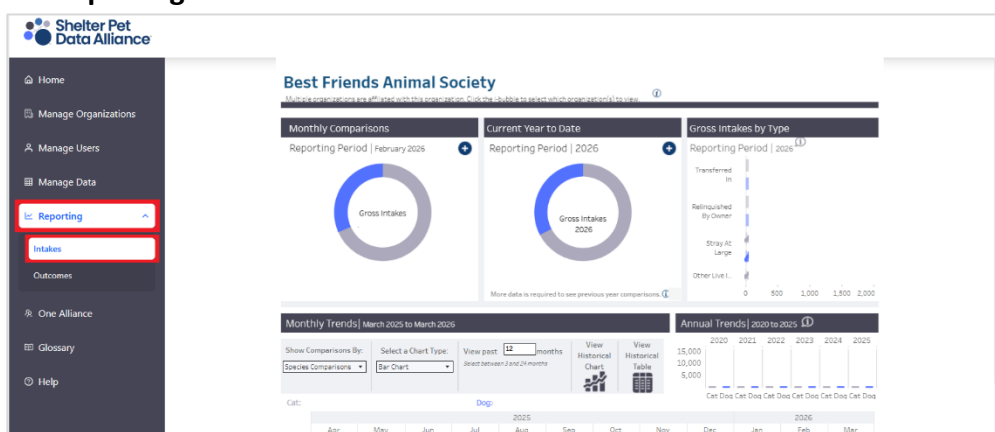 Shelter Pet
Data Alliance
Home
Manage Organizations
Manage Users
Manage Data
Reporting
Intakes
Outcomes
One Alliance
Glossary
Help
Best Friends Animal Society
Multiple organizations are affiliated with this organization. Click the i-bubble to select which organization(s) to view.
Monthly Comparisons
Reporting Period | February 2026
Gross Intakes
Current Year to Date
Reporting Period | 2026
Gross Intakes
2026
More data is required to see previous year comparisons.
Gross Intakes by Type
Reporting Period | 2026
Transferred
In
Relinquished
By Owner
Stray At
Large
Other Live I..
0 500 1,000 1,500 2,000
Monthly Trends| March 2025 to March 2026
Show Comparisons By:
Species Comparisons
Select a Chart Type:
Bar Chart
View past 12 months
Select between 3 and 24 months
View
Historical
Chart
View
Historical
Table
Cat:
Dog:
2025 2026
Apr May Jun Jul Aug Sep Oct Nov Dec Jan Feb Mar
Annual Trends| 2020 to 2025
2020 2021 2022 2023 2024 2025
15,000
10,000
5,000
Cat Dog Cat Dog Cat Dog Cat Dog Cat Dog Cat Dog